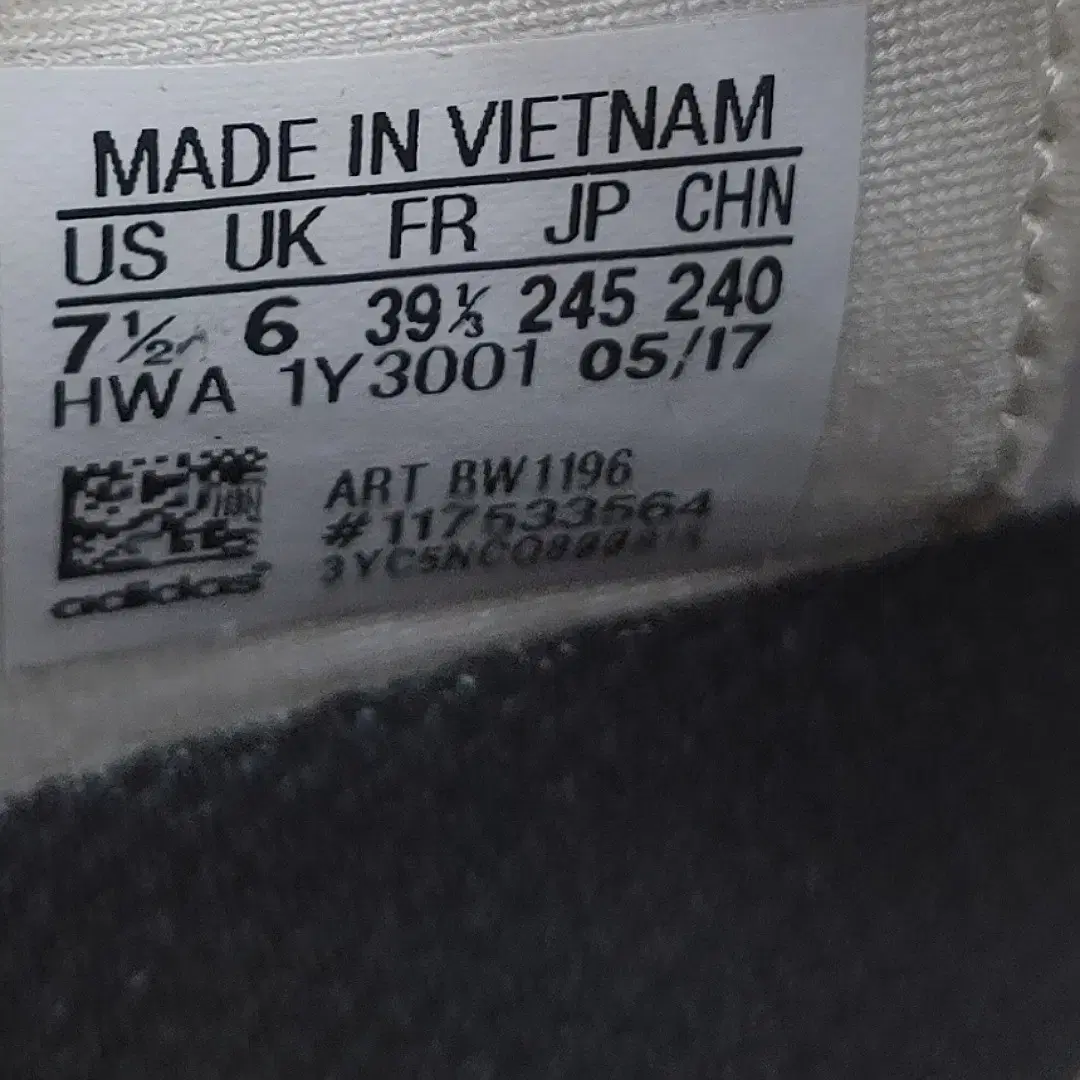 MADE IN VIETNAM
US UK FR JP CHN
7½ 6 39⅓ 245 240
HWA 1Y3001 05/17
ART BW1196
#117533564
adidas